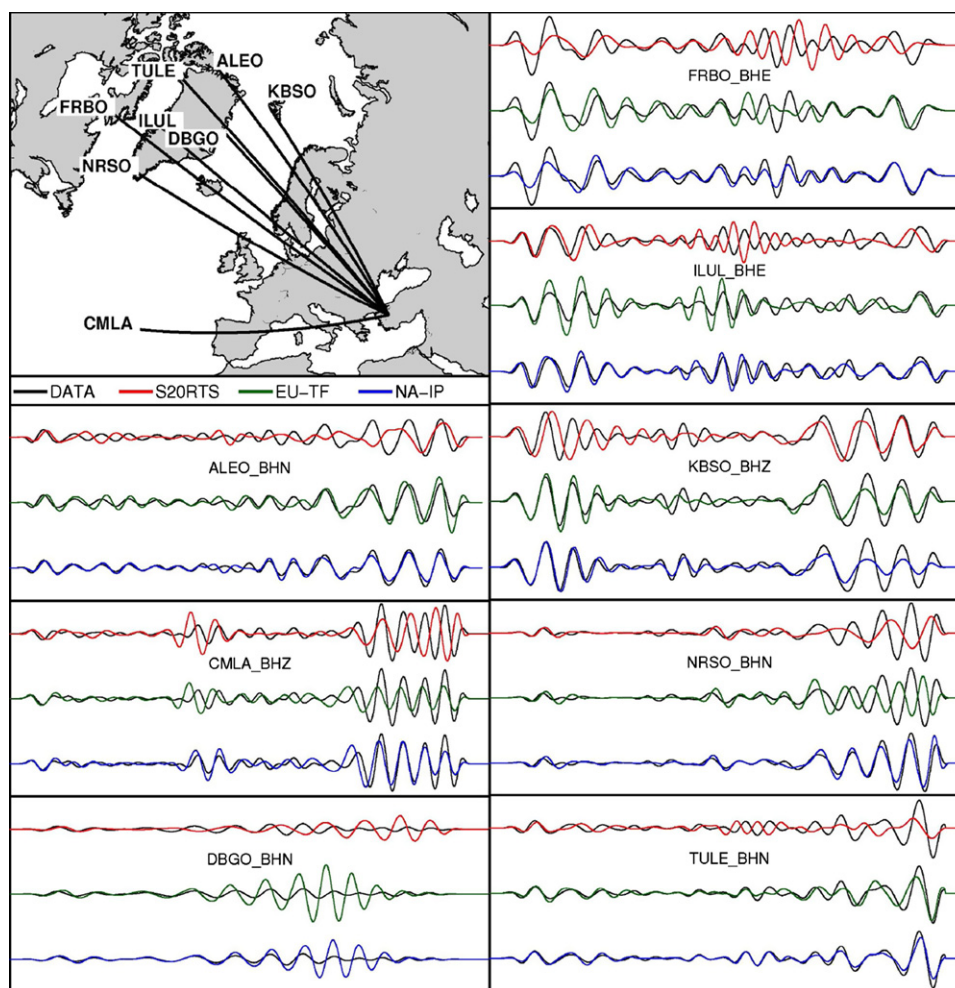 TULE ALEO
KBSO
FRBO ILUL
DBGO
NRSO
CMLA
DATA S20RTS EU-TF NA-IP
FRBO_BHE
ILUL_BHE
ALEO_BHN
KBSO_BHZ
CMLA_BHZ
NRSO_BHN
DBGO_BHN
TULE_BHN